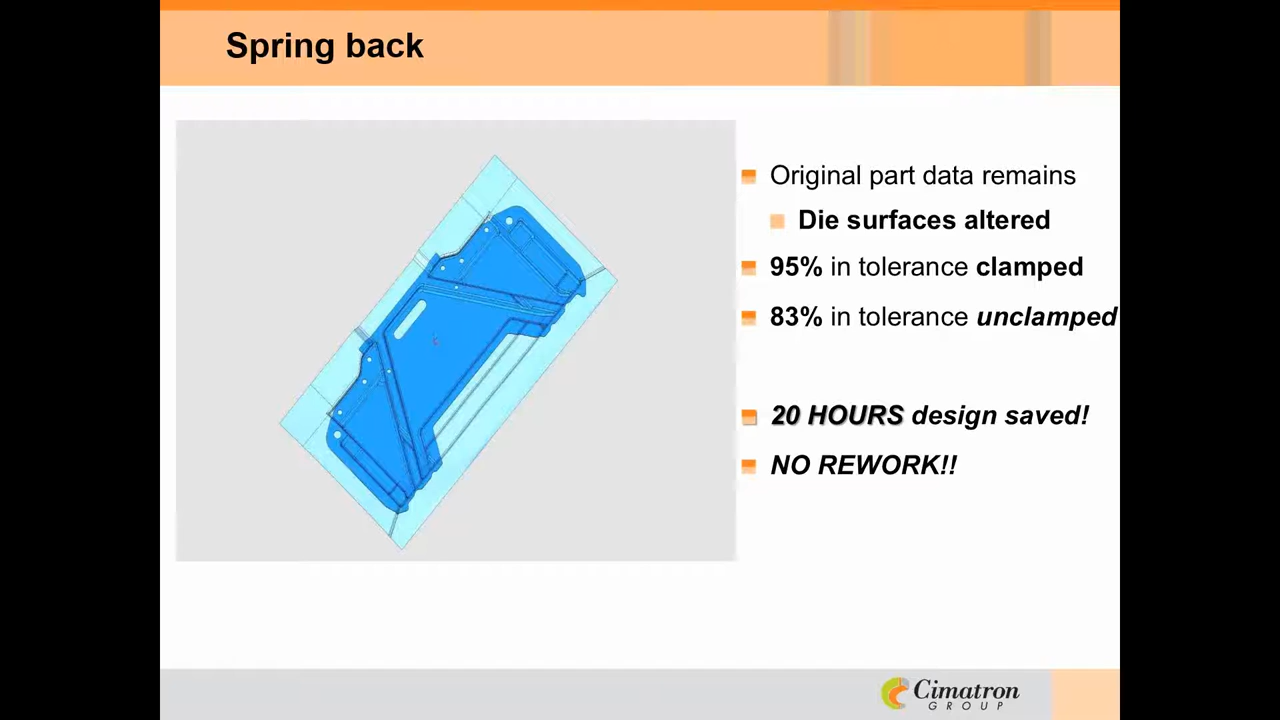 Spring back
Original part data remains
Die surfaces altered
95% in tolerance clamped
83% in tolerance unclamped
20 HOURS design saved!
NO REWORK!!
Cimatron
GROUP